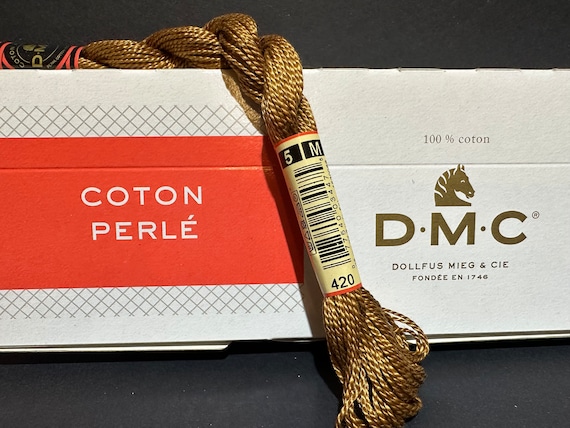 COTON
PERLÉ
5 M
420
100 % coton
D·M·C®
DOLLFUS MIEG & CIE
FONDÉE EN 1746